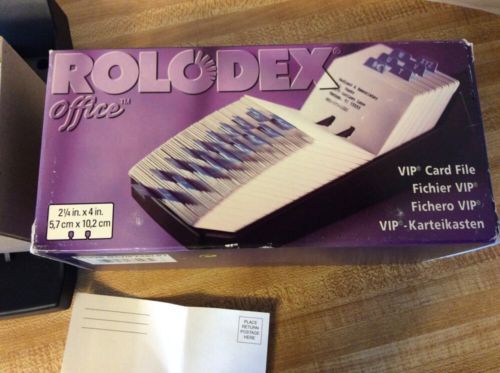 ROLODEX®
Office™
VIP® Card File
Fichier VIP®
Fichero VIP®
VIP®-Karteikasten
2¼ in. x 4 in.
5,7 cm x 10,2 cm
PLACE
RETURN
POSTAGE
HERE